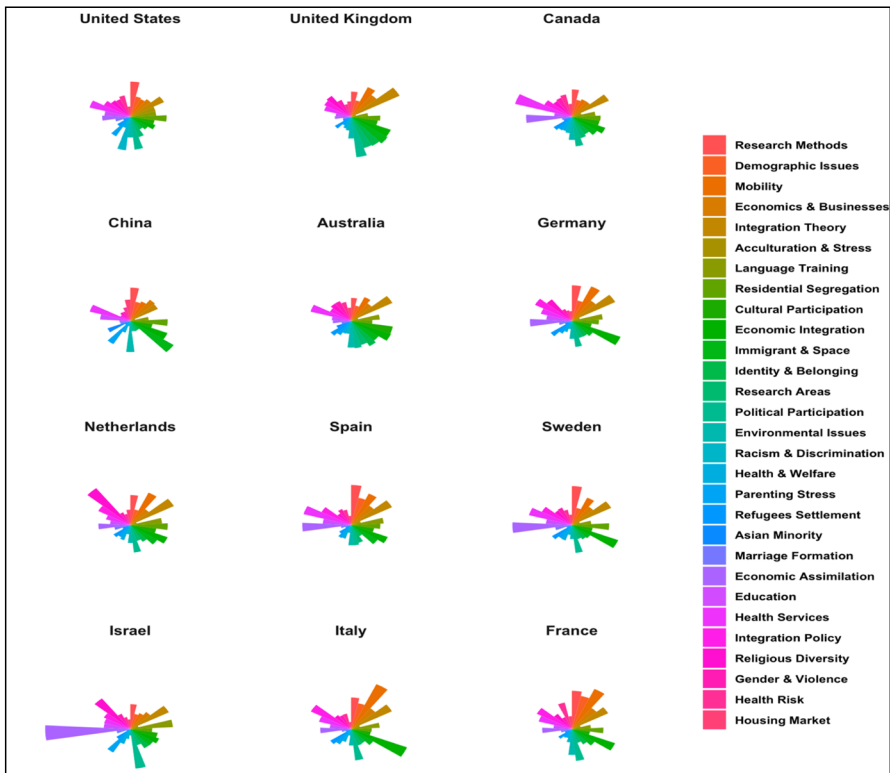 United States
United Kingdom
Canada
China
Australia
Germany
Netherlands
Spain
Sweden
Israel
Italy
France
Research Methods
Demographic Issues
Mobility
Economics & Businesses
Integration Theory
Acculturation & Stress
Language Training
Residential Segregation
Cultural Participation
Economic Integration
Immigrant & Space
Identity & Belonging
Research Areas
Political Participation
Environmental Issues
Racism & Discrimination
Health & Welfare
Parenting Stress
Refugees Settlement
Asian Minority
Marriage Formation
Economic Assimilation
Education
Health Services
Integration Policy
Religious Diversity
Gender & Violence
Health Risk
Housing Market